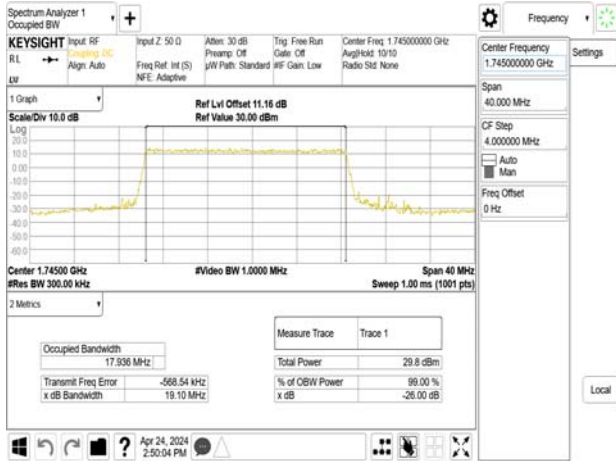 Spectrum Analyzer 1
Occupied BW
+
Frequency
KEYSIGHT
Input: RF
Coupling: DC
Align: Auto
RL
LXI
Input Z: 50 Ω
Freq Ref: Int (S)
NFE: Adaptive
Atten: 30 dB
Preamp: Off
µW Path: Standard
Trig: Free Run
Gate: Off
#IF Gain: Low
Center Freq: 1.745000000 GHz
Avg|Hold: 10/10
Radio Std: None
Center Frequency
1.745000000 GHz
Settings
Span
40.000 MHz
CF Step
4.000000 MHz
Auto
Man
Freq Offset
0 Hz
Local
1 Graph
Scale/Div 10.0 dB
Ref Lvl Offset 11.16 dB
Ref Value 30.00 dBm
Log
20.0
10.0
0.00
-10.0
-20.0
-30.0
-40.0
-50.0
-60.0
Center 1.74500 GHz
#Res BW 300.00 kHz
#Video BW 1.0000 MHz
Span 40 MHz
Sweep 1.00 ms (1001 pts)
2 Metrics
Measure Trace
Trace 1
Occupied Bandwidth
17.936 MHz
Total Power
29.8 dBm
Transmit Freq Error
-568.54 kHz
% of OBW Power
99.00 %
x dB Bandwidth
19.10 MHz
x dB
-26.00 dB
?
Apr 24, 2024
2:50:04 PM